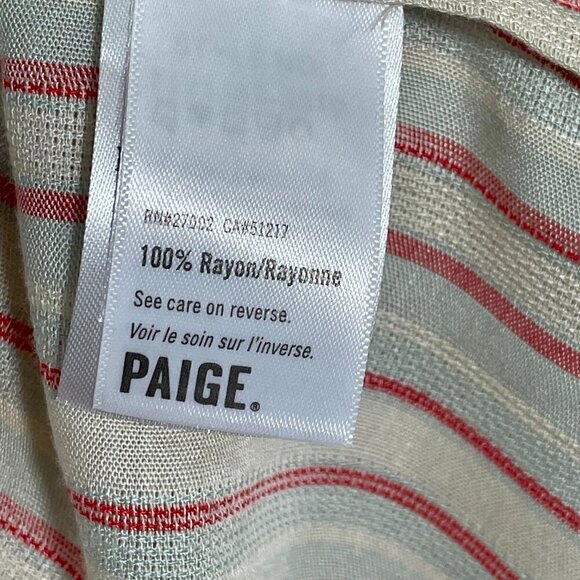 RN#27002 CA#51217
100% Rayon/Rayonne
See care on reverse.
Voir le soin sur l'inverse.
PAIGE®